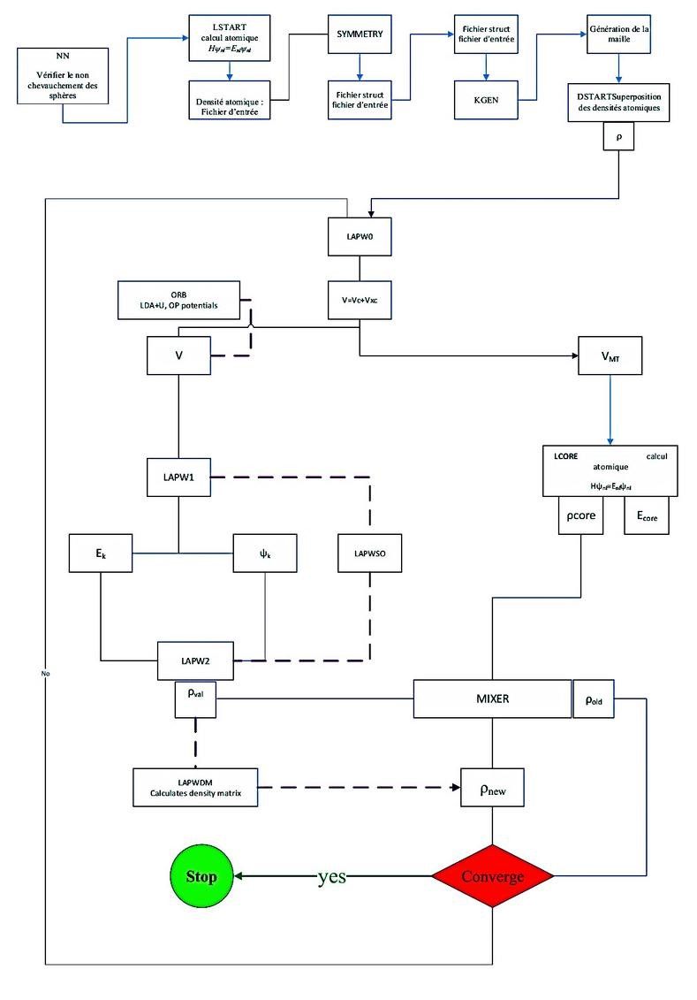 NN
Vérifier le non
chevauchement des
sphères
LSTART
calcul atomique
Hψnl=Enlψnl
Densité atomique :
Fichier d'entrée
SYMMETRY
Fichier struct
fichier d'entrée
Fichier struct
fichier d'entrée
KGEN
Génération de la
maille
DSTARTSuperposition
des densités atomiques
ρ
LAPW0
V=Vc+Vxc
ORB
LDA+U, OP potentials
V
VMT
LAPW1
LCORE calcul
atomique
Hψnl=Enlψnl
ρcore
Ecore
Ek
ψk
LAPWSO
LAPW2
ρval
No
MIXER
ρold
LAPWDM
Calculates density matrix
ρnew
Stop
yes
Converge